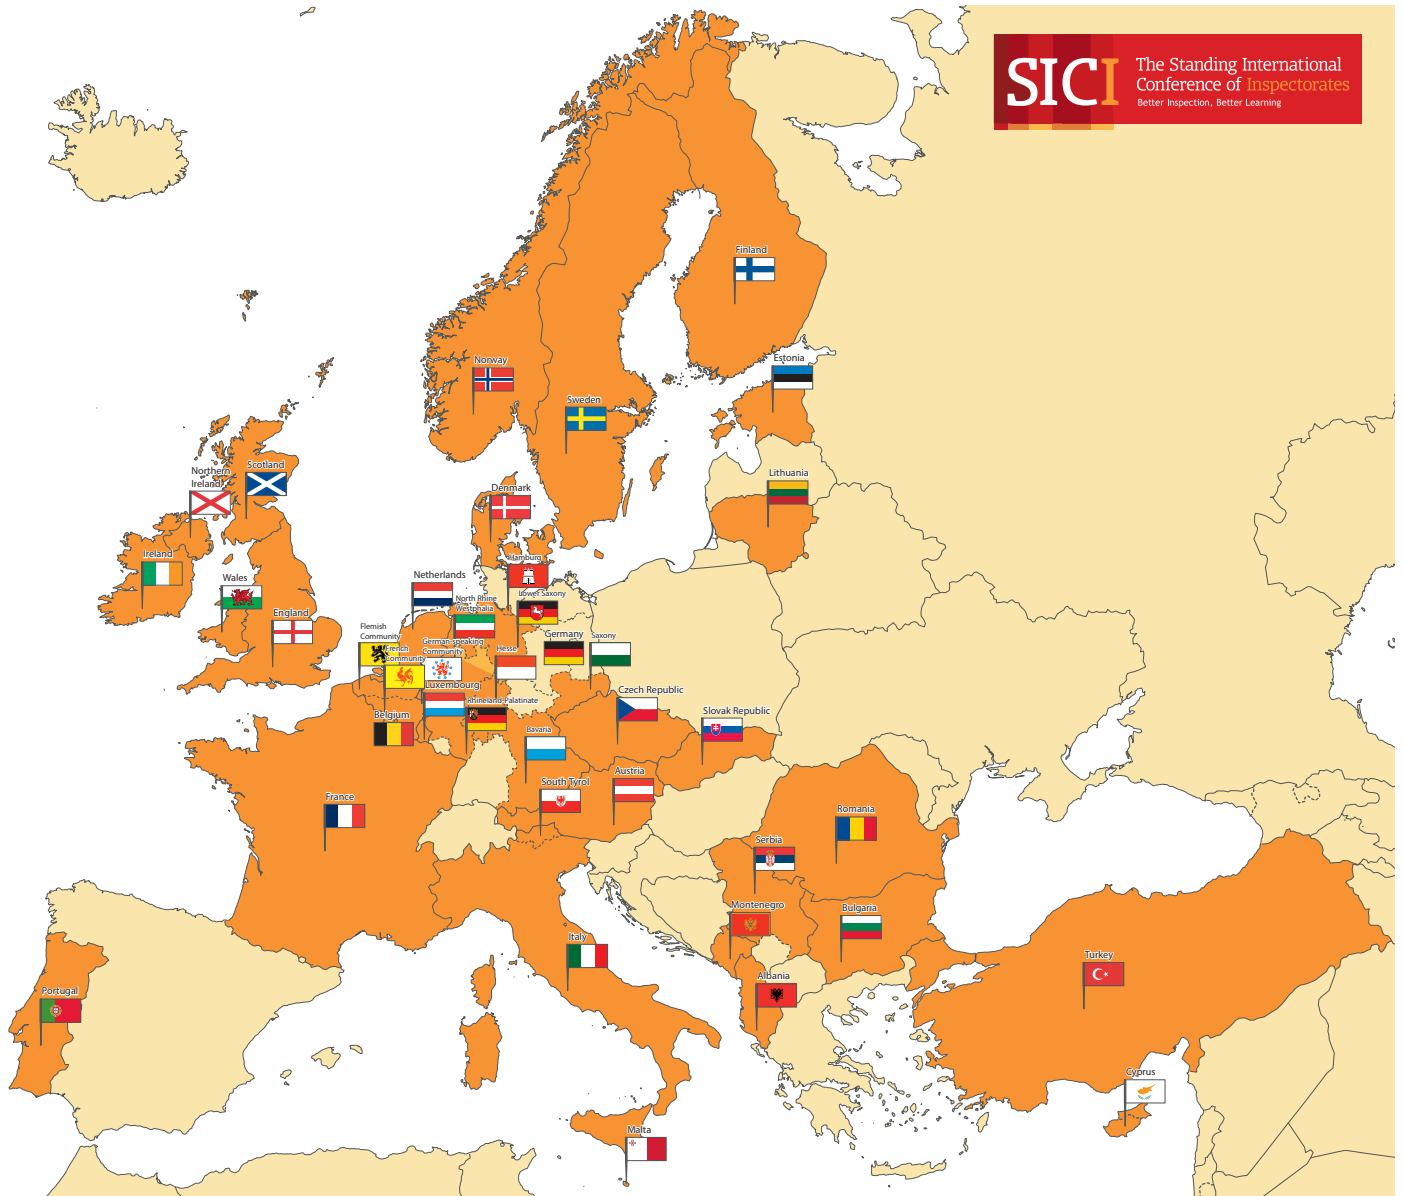 SICI
The Standing International
Conference of Inspectorates
Better Inspection, Better Learning
Finland
Norway
Estonia
Sweden
Northern
Ireland
Scotland
Lithuania
Denmark
Ireland
Wales
England
Netherlands
Hamburg
Lower Saxony
North Rhine
Westphalia
Flemish
Community
French
Community
German-speaking
Community
Hesse
Germany
Saxony
Luxembourg
Rhineland-Palatinate
Belgium
Czech Republic
Slovak Republic
Bavaria
South Tyrol
Austria
France
Romania
Serbia
Montenegro
Bulgaria
Italy
Albania
Turkey
Portugal
Cyprus
Malta